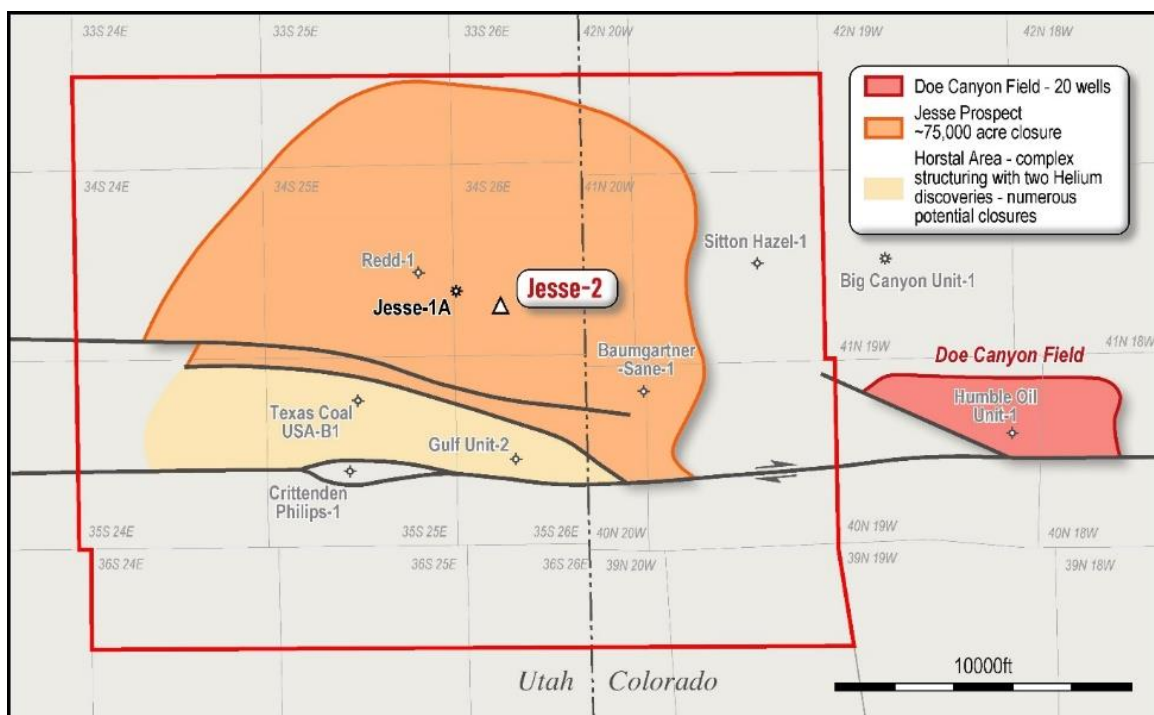 33S 24E
33S 25E
33S 26E
42N 20W
42N 19W
42N 18W
Doe Canyon Field - 20 wells
Jesse Prospect
~75,000 acre closure
Horstal Area - complex
structuring with two Helium
discoveries - numerous
potential closures
34S 24E
34S 25E
34S 26E
41N 20W
Sitton Hazel-1
Redd-1
Big Canyon Unit-1
Jesse-1A
Jesse-2
41N 19W
41N 18W
Baumgartner
-Sane-1
Doe Canyon Field
Humble Oil
Unit-1
Texas Coal
USA-B1
Gulf Unit-2
Crittenden
Philips-1
35S 24E
35S 25E
35S 26E
40N 20W
40N 19W
40N 18W
36S 24E
36S 25E
36S 26E
39N 20W
39N 19W
39N 18W
10000ft
Utah
Colorado